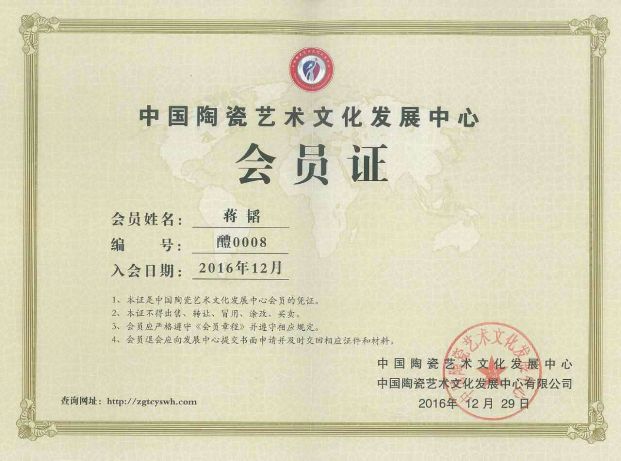 中国陶瓷艺术文化发展中心
会员证
会员姓名：蒋韬
编 号：醴0008
入会日期：2016年12月
1、本证是中国陶瓷艺术文化发展中心会员的凭证。
2、本证不得出售、转让、冒用、涂改、买卖。
3、会员应严格遵守《会员章程》并遵守相应规定。
4、会员退会应向发展中心提交书面申请并及时交回相应证件和材料。
中国陶瓷艺术文化发展中心
中国陶瓷艺术文化发展中心有限公司
2016年 12 月 29 日
查询网址：http://zgtcyswh.com